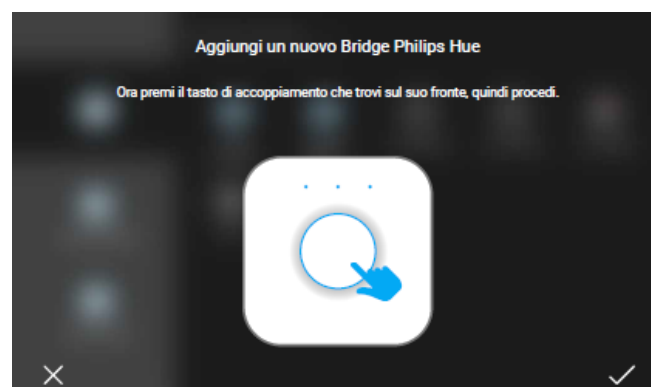 Aggiungi un nuovo Bridge Philips Hue
Ora premi il tasto di accoppiamento che trovi sul suo fronte, quindi procedi.